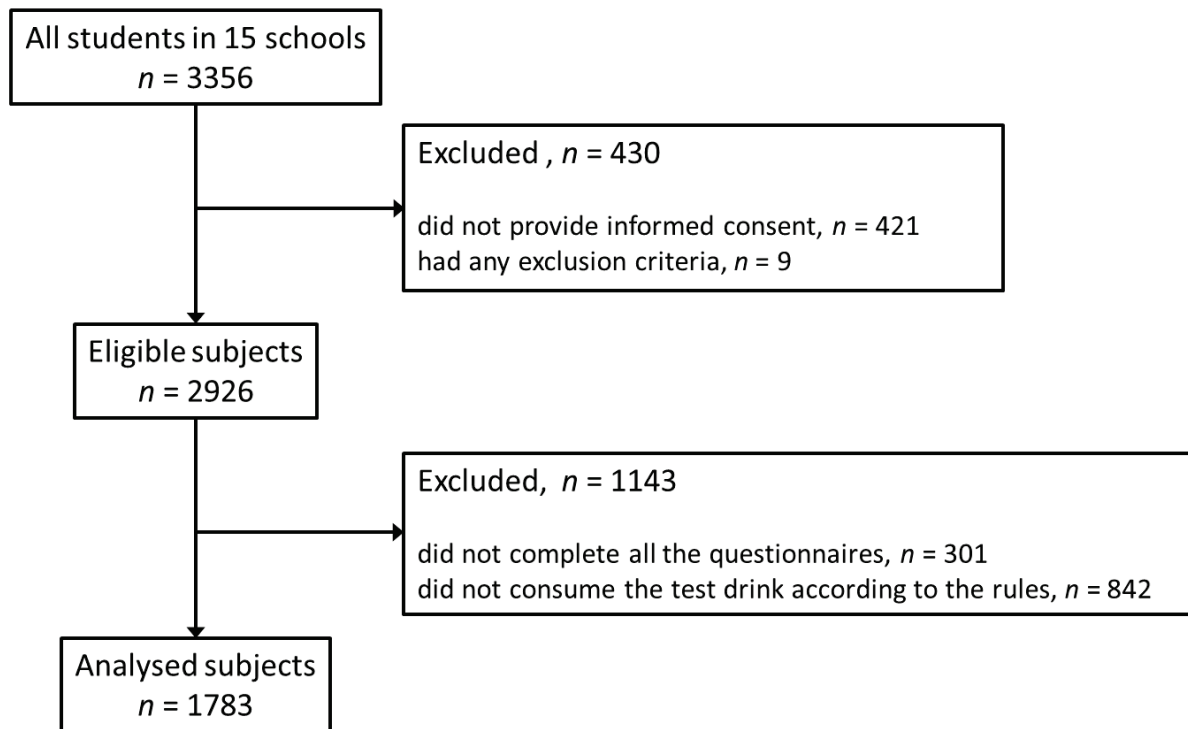 All students in 15 schools
n = 3356
Excluded , n = 430
did not provide informed consent, n = 421
had any exclusion criteria, n = 9
Eligible subjects
n = 2926
Excluded,  n = 1143
did not complete all the questionnaires, n = 301
did not consume the test drink according to the rules, n = 842
Analysed subjects
n = 1783